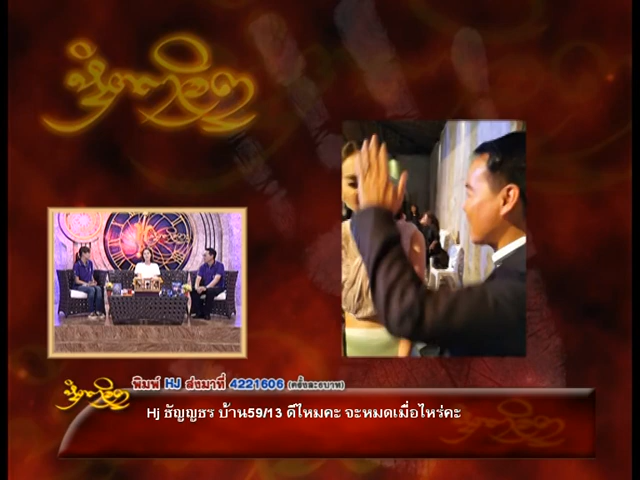 พิมพ์ HJ ส่งมาที่ 4221606 (ครั้งละ๑บาท)
Hj ธัญญธร บ้าน59/13 ดีไหมคะ จะหมดเมื่อไหร่คะ